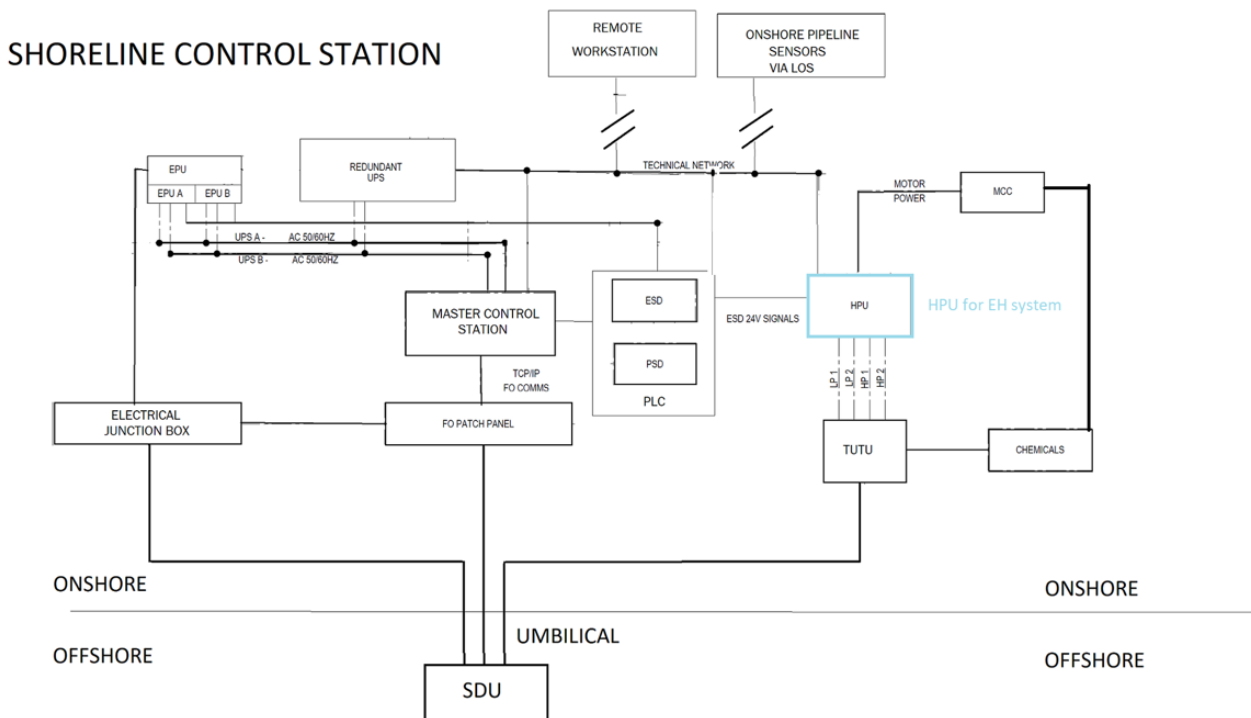 SHORELINE CONTROL STATION
REMOTE
WORKSTATION
ONSHORE PIPELINE
SENSORS
VIA LOS
TECHNICAL NETWORK
EPU
EPU A
EPU B
REDUNDANT
UPS
MOTOR
POWER
MCC
UPS A - AC 50/60HZ
UPS B - AC 50/60HZ
MASTER CONTROL
STATION
ESD
PSD
PLC
ESD 24V SIGNALS
HPU
HPU for EH system
LP 1
LP 2
HP 1
HP 2
TCP/IP
FO COMMS
ELECTRICAL
JUNCTION BOX
FO PATCH PANEL
TUTU
CHEMICALS
ONSHORE
ONSHORE
UMBILICAL
OFFSHORE
OFFSHORE
SDU